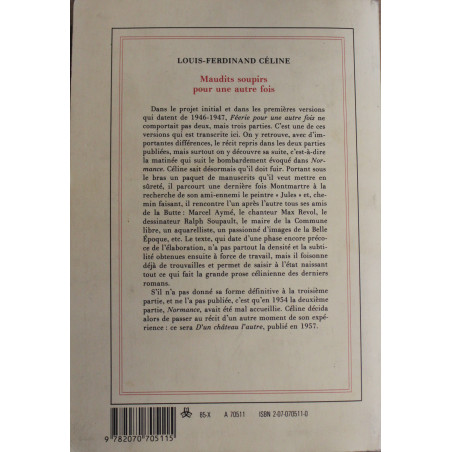 LOUIS-FERDINAND CÉLINE
Maudits soupirs
pour une autre fois
Dans le projet initial et dans les premières versions
qui datent de 1946-1947, Féerie pour une autre fois ne
comportait pas deux, mais trois parties. C'est une de ces
versions qui est transcrite ici. On y retrouve, avec d'im-
portantes différences, le récit repris dans les deux parties
publiées, mais surtout on y découvre sa suite, c'est-à-dire
la matinée qui suit le bombardement évoqué dans Nor-
mance. Céline sait désormais qu'il doit fuir. Portant sous
le bras un paquet de manuscrits qu'il veut mettre en
sûreté, il parcourt une dernière fois Montmartre à la
recherche de son ami-ennemi le peintre « Jules » et, che-
min faisant, il rencontre l'un après l'autre tous ses amis de
la Butte : Marcel Aymé, le chanteur Max Revol, le
dessinateur Ralph Soupault, le maire de la Commune
libre, un aquarelliste, un passionné d'images de la Belle
Époque, etc. Le texte, qui date d'une phase encore préco-
ce de l'élaboration, n'a pas partout la densité et la subti-
lité obtenues ensuite à force de travail, mais il foisonne
déjà de trouvailles et permet de saisir à l'état naissant
tout ce qui fait la grande prose célinienne des derniers
romans.
S'il n'a pas donné sa forme définitive à la troisième
partie, et ne l'a pas publiée, c'est qu'en 1954 la deuxième
partie, Normance, avait été mal accueillie. Céline décida
alors de passer au récit d'un autre moment de son expé-
rience : ce sera D'un château l'autre, publié en 1957.
85-X A 70511 ISBN 2-07-070511-0
9 782070 705115